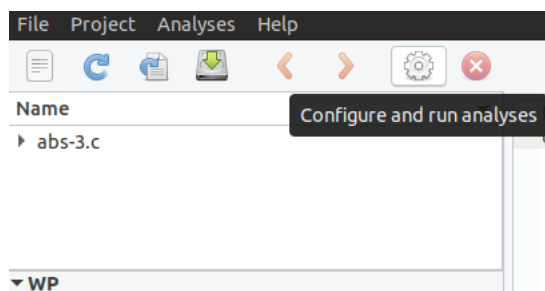 File Project Analyses Help
Name
Configure and run analyses
abs-3.c
WP